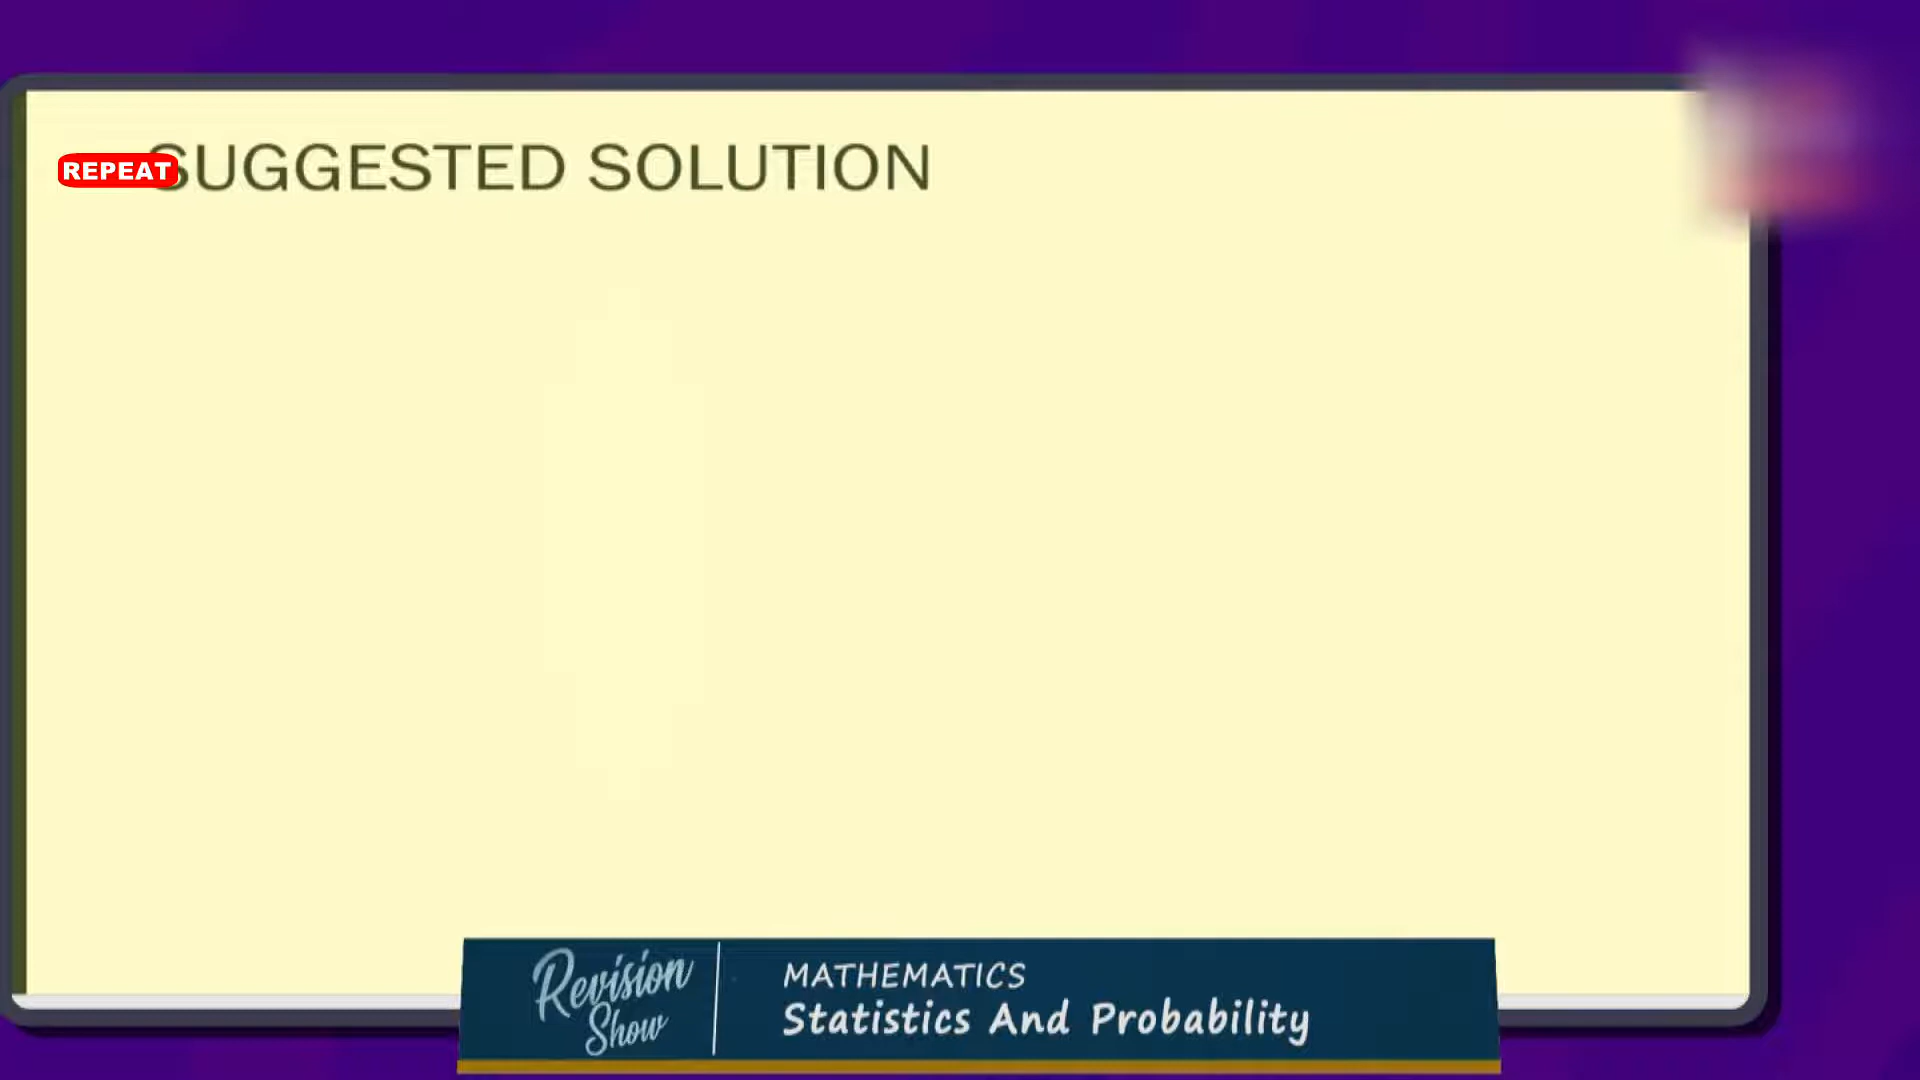 REPEAT
SUGGESTED SOLUTION
Revision
Show
MATHEMATICS
Statistics And Probability